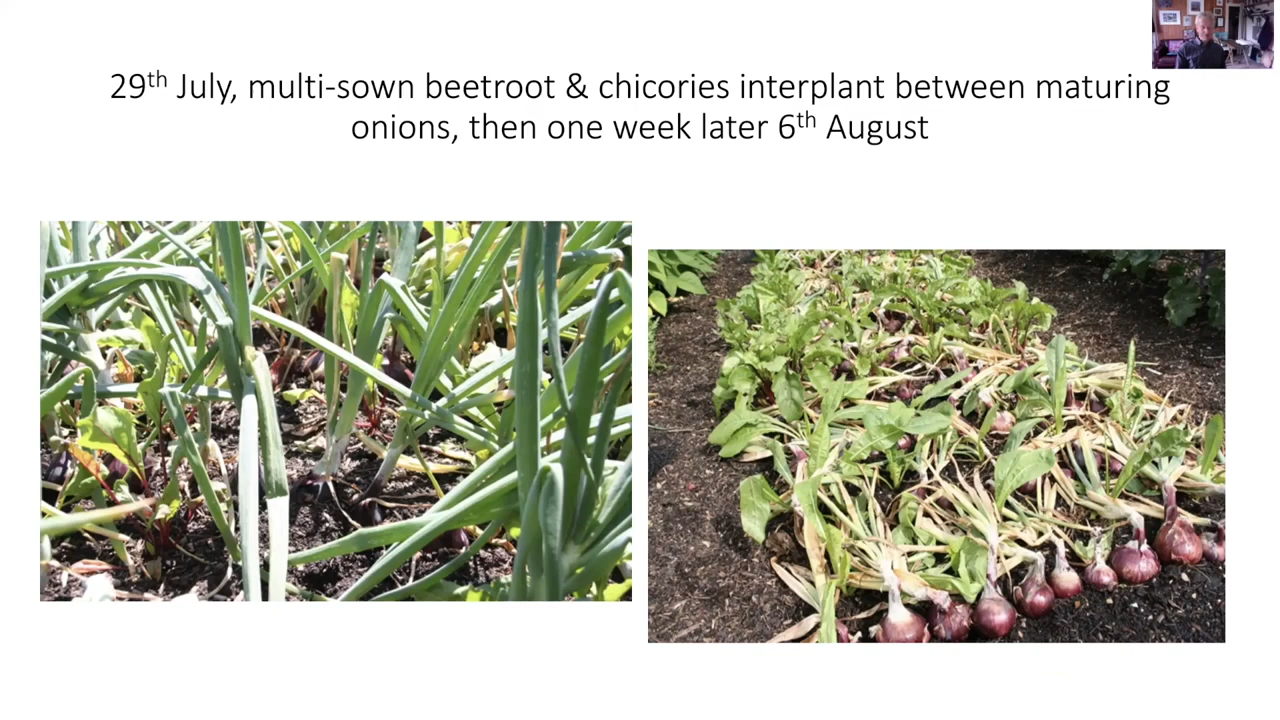 29th July, multi-sown beetroot & chicories interplant between maturing
onions, then one week later 6th August